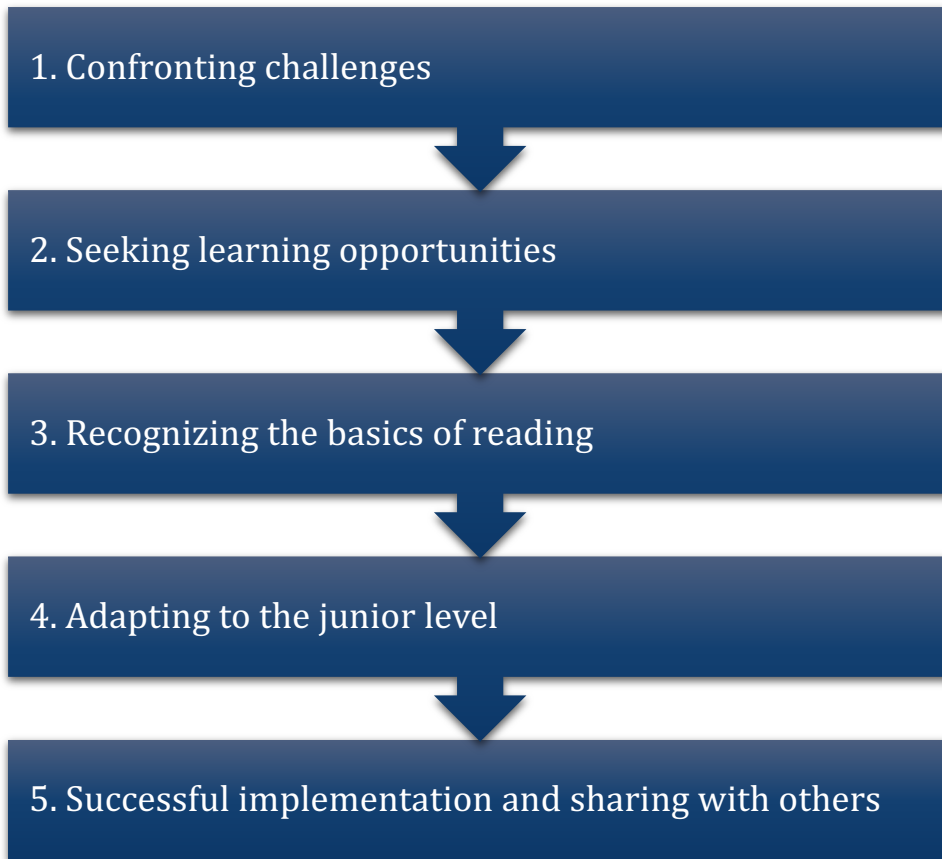 1. Confronting challenges
2. Seeking learning opportunities
3. Recognizing the basics of reading
4. Adapting to the junior level
5. Successful implementation and sharing with others